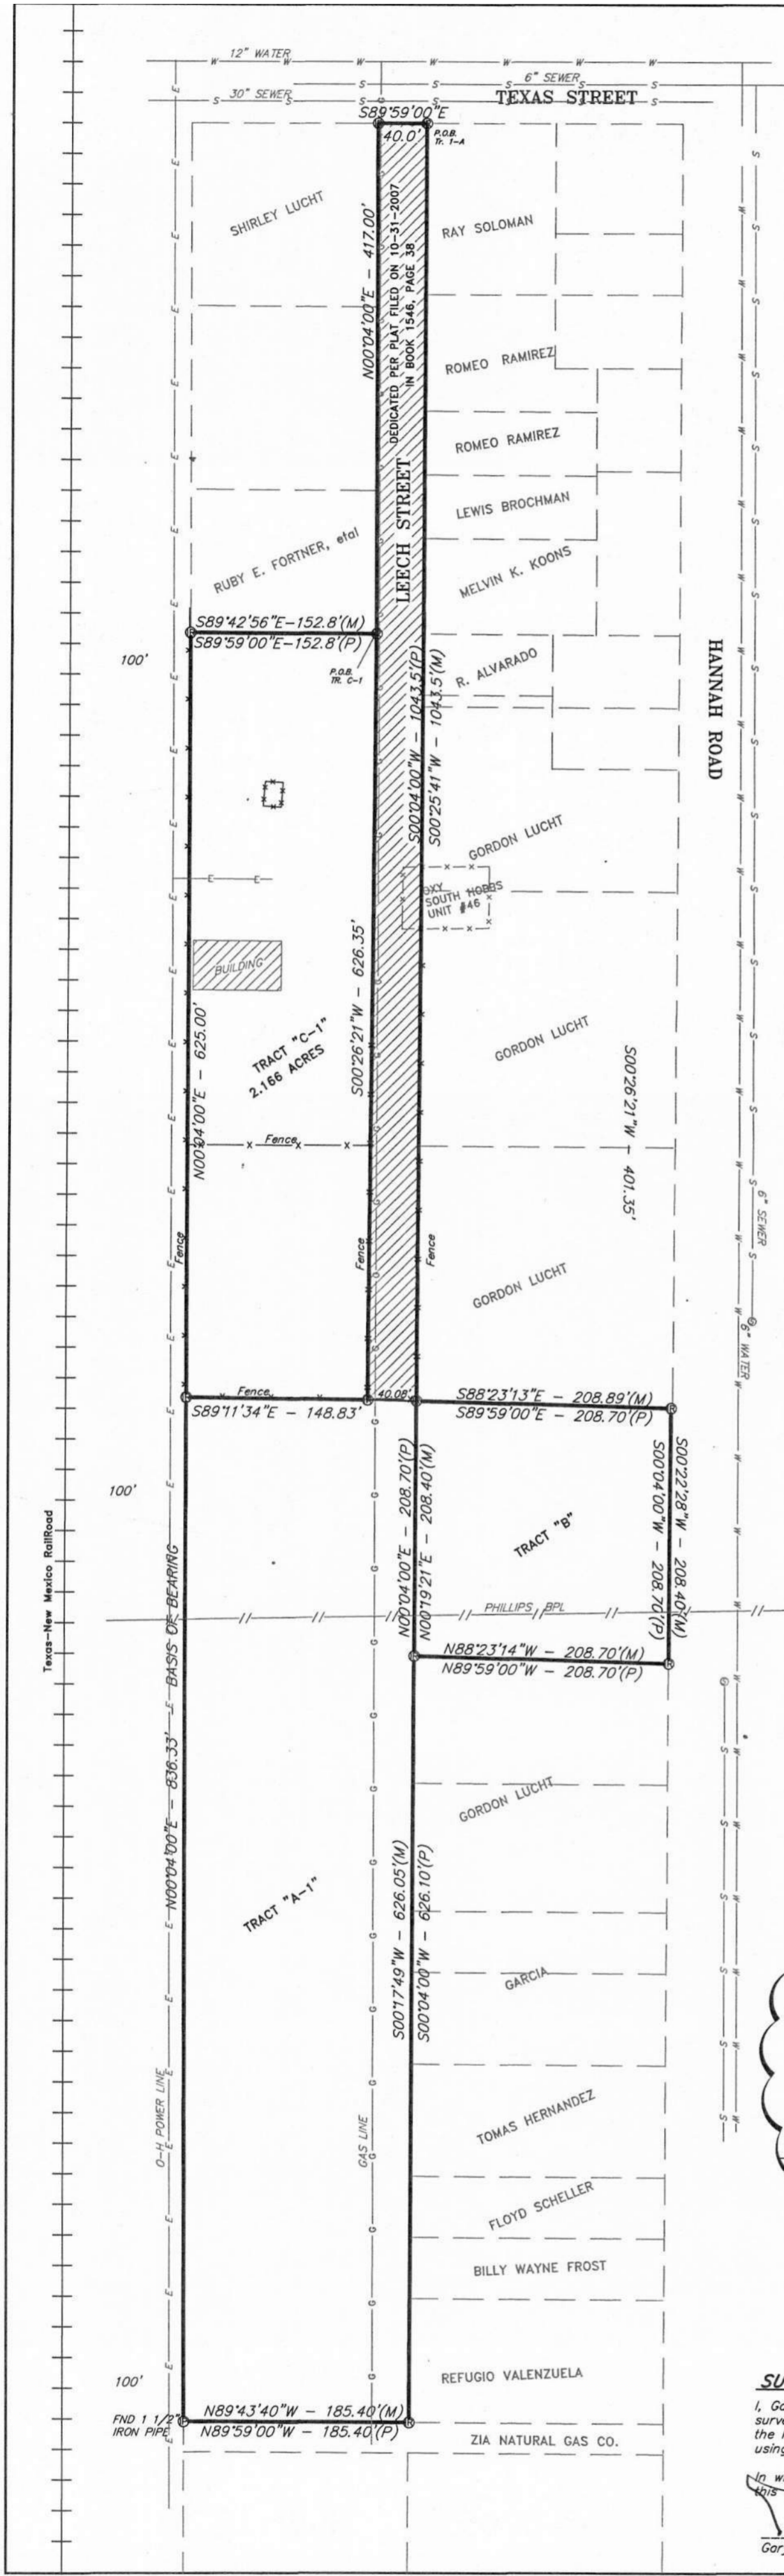 12" WATER
6" SEWER
30" SEWER
TEXAS STREET
S89°59'00"E
40.0'
P.O.B.
Tr. 1-A
SHIRLEY LUCHT
N00°04'00"E - 417.00'
DEDICATED PER PLAT FILED ON 10-31-2007
IN BOOK 1546, PAGE 38
LEECH STREET
RAY SOLOMAN
ROMEO RAMIREZ
ROMEO RAMIREZ
LEWIS BROCHMAN
MELVIN K. KOONS
RUBY E. FORTNER, etal
S89°42'56"E-152.8'(M)
S89°59'00"E-152.8'(P)
P.O.B.
TR. C-1
100'
R. ALVARADO
HANNAH ROAD
S00°04'00"W - 1043.5'(P)
S00°25'41"W - 1043.5'(M)
GORDON LUCHT
OXY
SOUTH HOBBS
UNIT #46
BUILDING
S00°26'21"W - 626.35'
N00°04'00"E - 625.00'
TRACT "C-1"
2.166 ACRES
GORDON LUCHT
S00°26'21"W - 401.35'
Fence
6" SEWER
6" WATER
Fence
Fence
Fence
GORDON LUCHT
Fence
40.08'
S89°11'34"E - 148.83'
S88°23'13"E - 208.89'(M)
S89°59'00"E - 208.70'(P)
100'
N00°04'00"E - 208.70'(P)
N00°19'21"E - 208.40'(M)
TRACT "B"
S00°22'28"W - 208.40'(M)
S00°04'00"W - 208.70'(P)
Texas-New Mexico RailRoad
PHILLIPS BPL
N88°23'14"W - 208.70'(M)
N89°59'00"W - 208.70'(P)
N00°04'00"E - 836.33'
BASIS OF BEARING
GORDON LUCHT
TRACT "A-1"
S00°17'49"W - 626.05'(M)
S00°04'00"W - 626.10'(P)
GARCIA
O-H POWER LINE
GAS LINE
TOMAS HERNANDEZ
FLOYD SCHELLER
BILLY WAYNE FROST
REFUGIO VALENZUELA
100'
FND 1 1/2"
IRON PIPE
N89°43'40"W - 185.40'(M)
N89°59'00"W - 185.40'(P)
ZIA NATURAL GAS CO.
SU
I, Ga
surve
the
using
In w
this
Gar